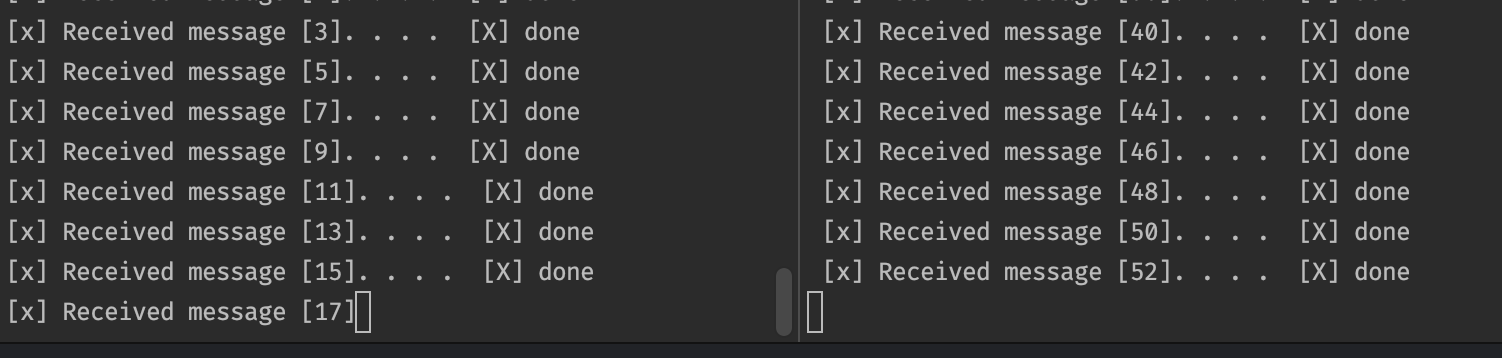 [x] Received message [3]. . . .  [X] done
[x] Received message [5]. . . .  [X] done
[x] Received message [7]. . . .  [X] done
[x] Received message [9]. . . .  [X] done
[x] Received message [11]. . . .  [X] done
[x] Received message [13]. . . .  [X] done
[x] Received message [15]. . . .  [X] done
[x] Received message [17]
[x] Received message [40]. . . .  [X] done
[x] Received message [42]. . . .  [X] done
[x] Received message [44]. . . .  [X] done
[x] Received message [46]. . . .  [X] done
[x] Received message [48]. . . .  [X] done
[x] Received message [50]. . . .  [X] done
[x] Received message [52]. . . .  [X] done